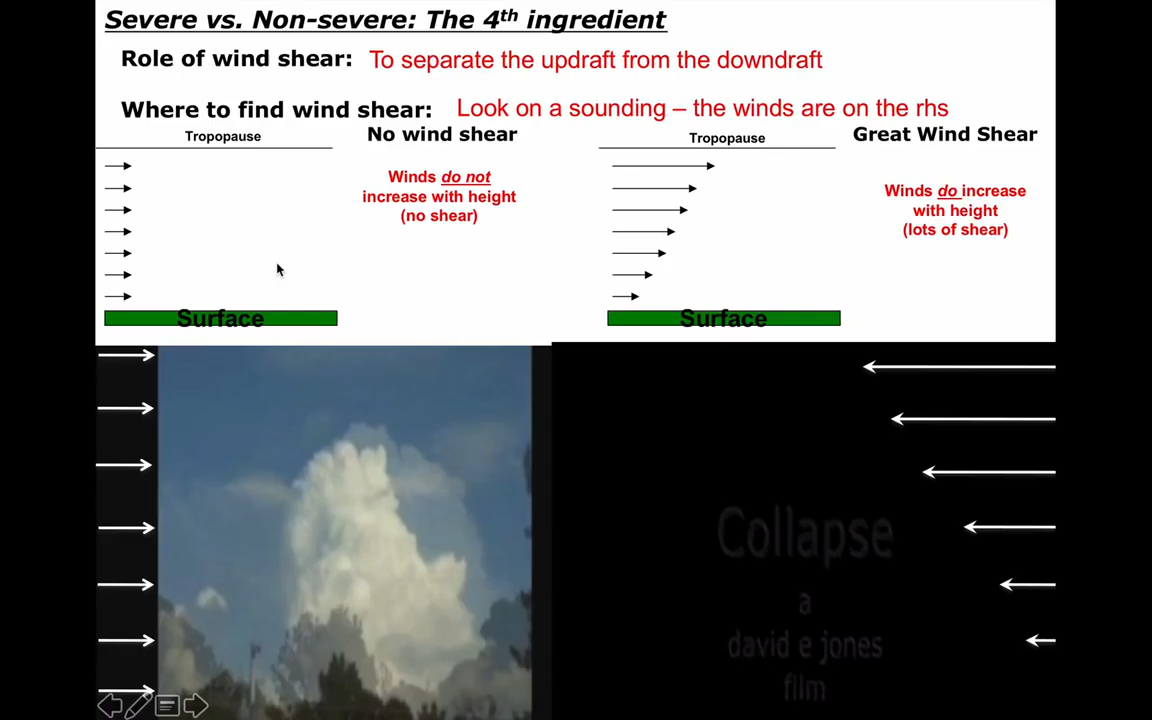 Severe vs. Non-severe: The 4th ingredient
Role of wind shear: To separate the updraft from the downdraft
Where to find wind shear: Look on a sounding – the winds are on the rhs
Tropopause
No wind shear
Winds do not
increase with height
(no shear)
Surface
Tropopause
Great Wind Shear
Winds do increase
with height
(lots of shear)
Surface
Collapse
a
david e jones
film